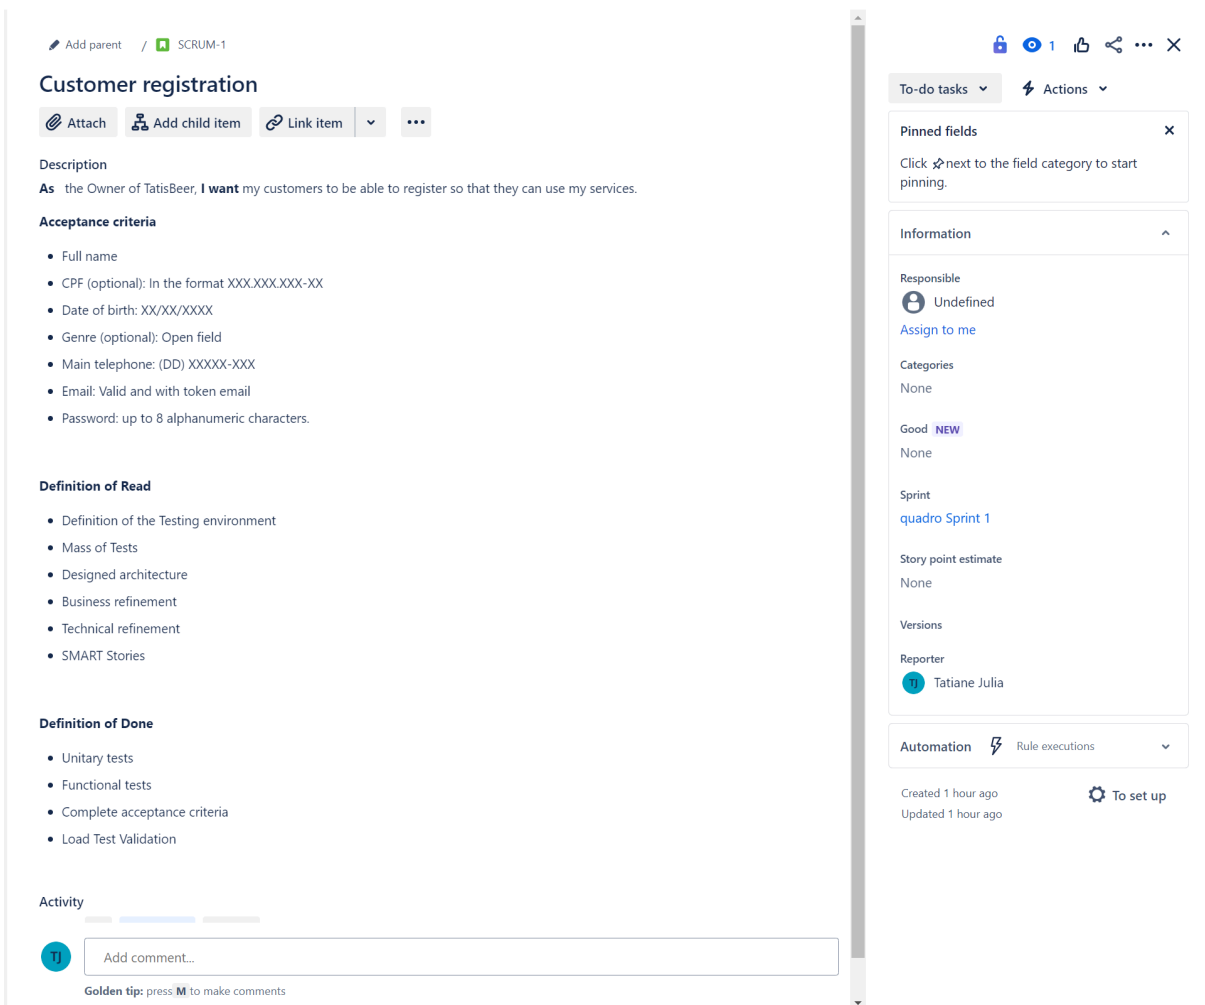 Add parent / SCRUM-1
Customer registration
Attach Add child item Link item
Description
As the Owner of TatisBeer, I want my customers to be able to register so that they can use my services.
Acceptance criteria
Full name
CPF (optional): In the format XXX.XXX.XXX-XX
Date of birth: XX/XX/XXXX
Genre (optional): Open field
Main telephone: (DD) XXXXX-XXX
Email: Valid and with token email
Password: up to 8 alphanumeric characters.
Definition of Read
Definition of the Testing environment
Mass of Tests
Designed architecture
Business refinement
Technical refinement
SMART Stories
Definition of Done
Unitary tests
Functional tests
Complete acceptance criteria
Load Test Validation
Activity
TJ Add comment...
Golden tip: press M to make comments
1
To-do tasks Actions
Pinned fields
Click next to the field category to start
pinning.
Information
Responsible
Undefined
Assign to me
Categories
None
Good NEW
None
Sprint
quadro Sprint 1
Story point estimate
None
Versions
Reporter
TJ Tatiane Julia
Automation Rule executions
Created 1 hour ago To set up
Updated 1 hour ago